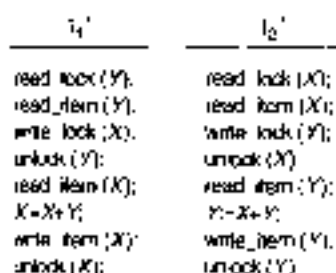 T₁'
T₂'
read_lock (Y);
read_lock (X);
read_item (Y);
read_item (X);
write_lock (X);
write_lock (Y);
unlock (Y);
unlock (X)
read_item (X);
read_item (Y);
X:=X+Y;
Y:=X+Y;
write_item (X);
write_item (Y);
unlock (X);
unlock (Y)